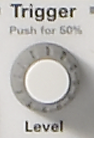 Trigger
Push for 50%
Level